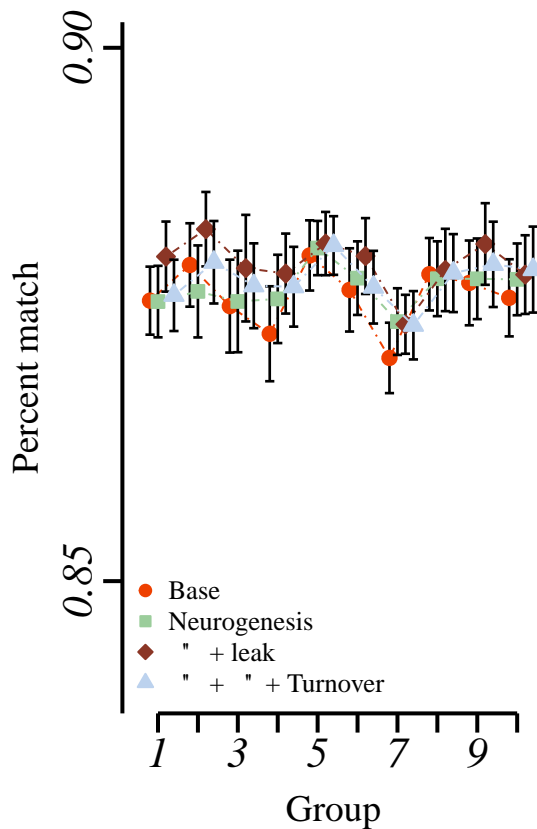 0.90
Percent match
0.85
Base
Neurogenesis
" + leak
" + " + Turnover
1 3 5 7 9
Group